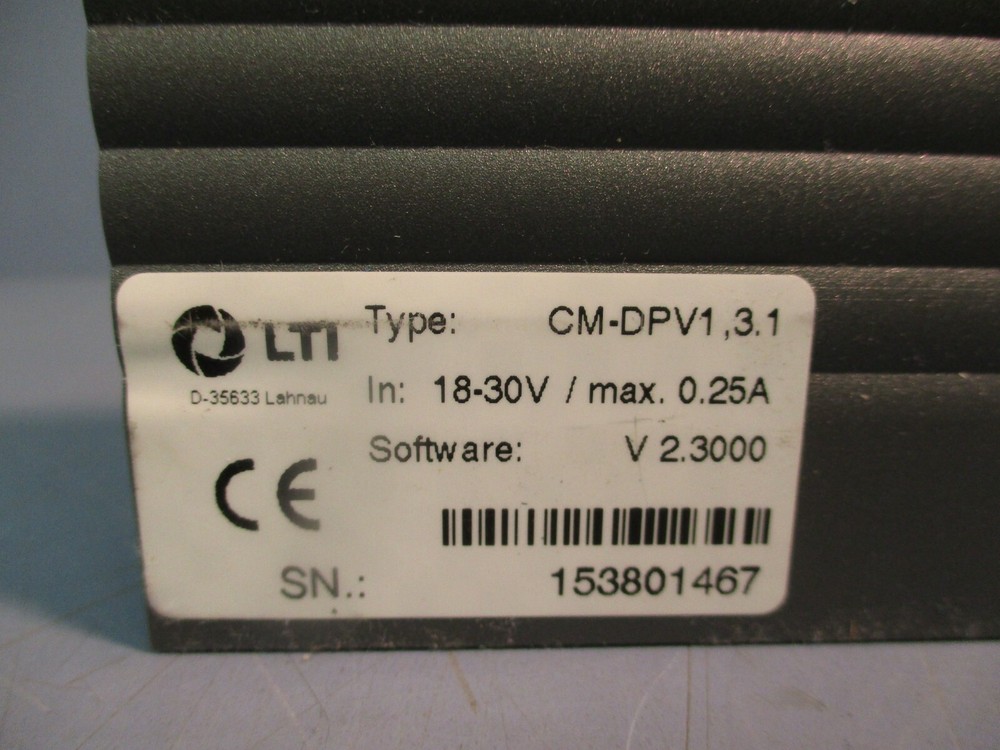 LTI
D-35633 Lahnau
Type: CM-DPV1,3.1
In: 18-30V / max. 0.25A
Software: V 2.3000
CE
SN.: 153801467